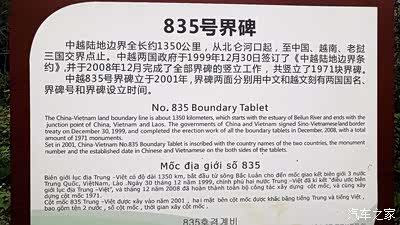 835号界碑
中越陆地边界全长约1350公里，从北仑河口起，至中国、越南、老挝
三国交界点止。中越两国政府于1999年12月30日签订了《中越陆地边界条
约》并于2008年12月完成了全部界碑的竖立工作，共竖立了1971块界碑。
中越835号界碑立于2001年，界碑两面分别用中文和越文刻有两国国名、
界碑号和界碑设立时间。
No. 835 Boundary Tablet
The China-Vietnam land boundary line is about 1350 kilometers, which starts with the estuary of Beilun River and ends with the
junction point of China, Vietnam and Laos. The governments of China and Vietnam signed Sino-Vietnamese land border
treaty on December 30, 1999, and completed the erection work of all the boundary tablets in December, 2008, with a total
amount of 1971 monuments.
Set in 2001, China-Vietnam No.835 Boundary Tablet is inscribed with the country names of the two countries, the monument
number and the established date in Chinese and Vietnamese on the both sides of the tablets.
Mốc địa giới số 835
Biên giới lục địa Trung - Việt có độ dài 1350 km, bắt đầu từ sông Bắc Luân cho đến mốc giao kết biên giới 3 nước
Trung Quốc, ViệtNam, Lào .Ngày 30 tháng 12 năm 1999, chính phủ hai nước Trung - Việt đã kí kết "điều ước biên
giới lục địa Trung -Việt", và tháng 12 năm 2008 đã hoàn thành toàn bộ công tác xây dựng cột mốc, và cùng xây
dựng cột mốc 1971.
Cột mốc 835 Trung -Việt được xây vào năm 2001 , hai mặt bên cột mốc được khắc bằng tiếng Trung và tiếng Việt ,
bao gồm tên 2 nước , số cột mốc , thời gian xây cột mốc .
835호 경계비
汽车之家